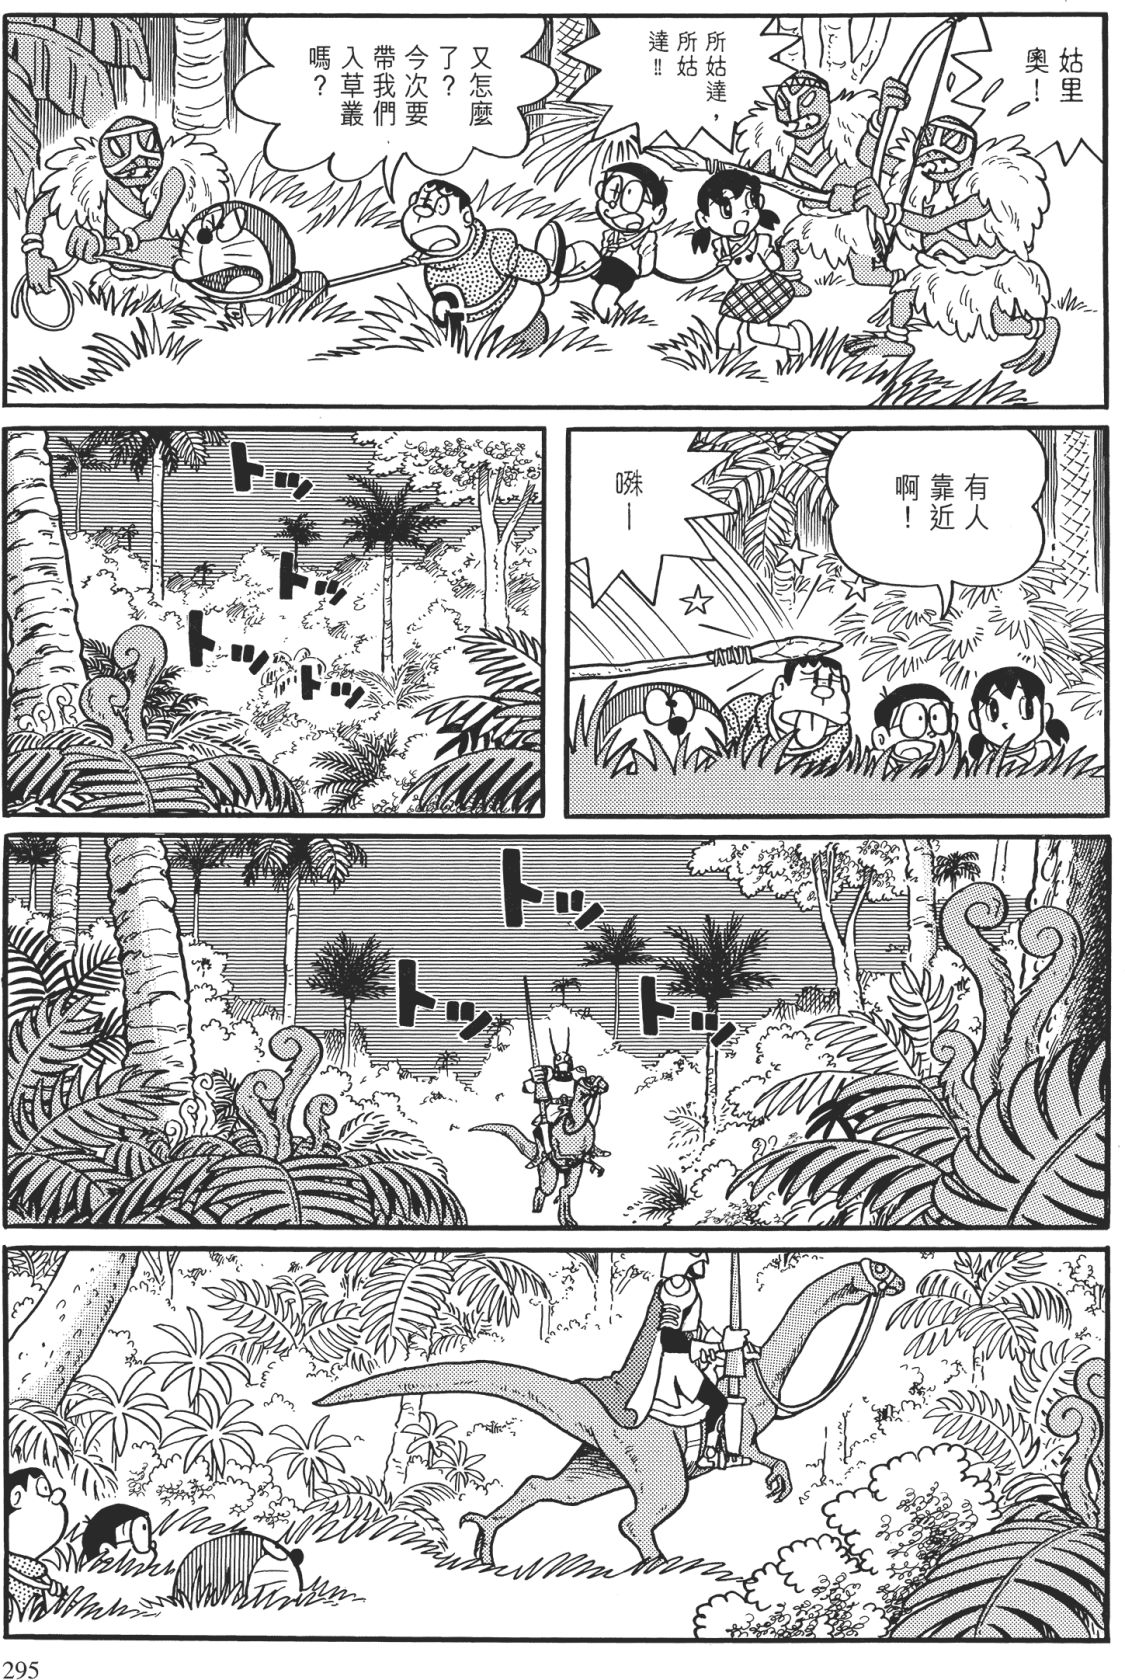 姑里
奧！
所姑達，
所姑
達！！
又怎麼
了？
今次要
帶我們
入草叢
嗎？
有人
靠近
啊！
咻—
トッ
トッ
トッ
トッ
トッ
トッ
トッ
295